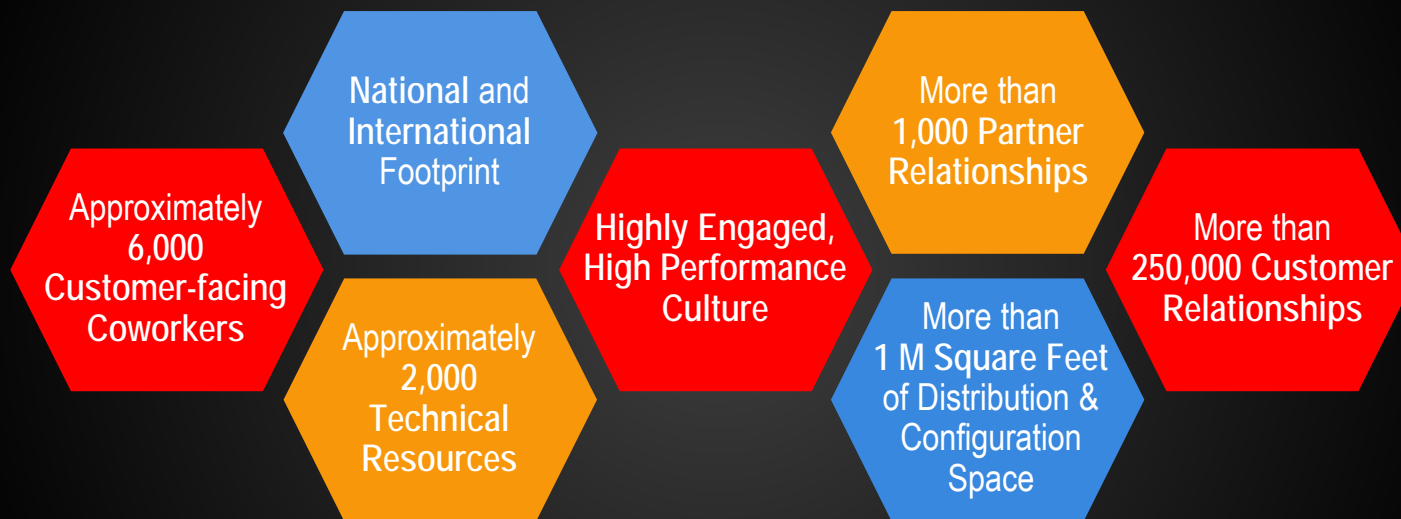 Approximately
6,000
Customer-facing
Coworkers
National and
International
Footprint
Approximately
2,000
Technical
Resources
Highly Engaged,
High Performance
Culture
More than
1,000 Partner
Relationships
More than
1 M Square Feet
of Distribution &
Configuration
Space
More than
250,000 Customer
Relationships